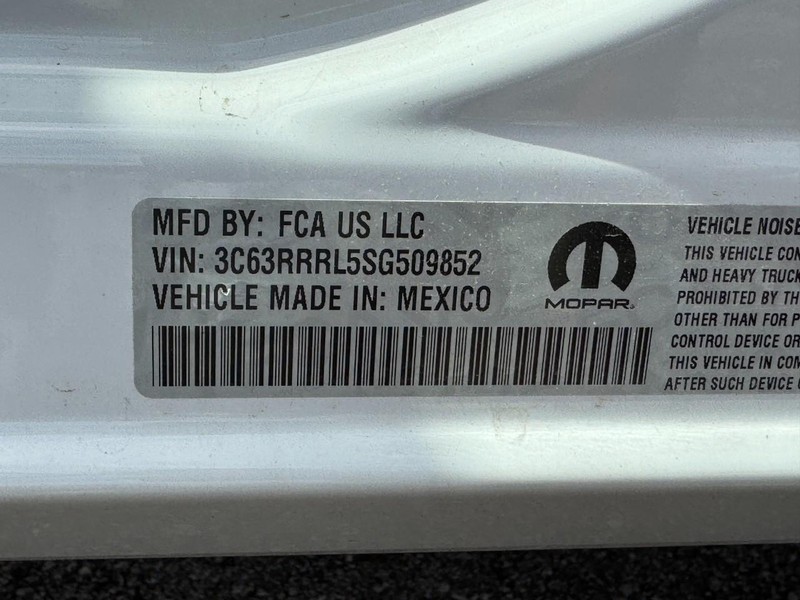 MFD BY: FCA US LLC
VIN: 3C63RRRL5SG509852
VEHICLE MADE IN: MEXICO
MOPAR
VEHICLE NOISE
THIS VEHICLE CON
AND HEAVY TRUCK
PROHIBITED BY TH
OTHER THAN FOR P
CONTROL DEVICE OR
THIS VEHICLE IN COM
AFTER SUCH DEVICE